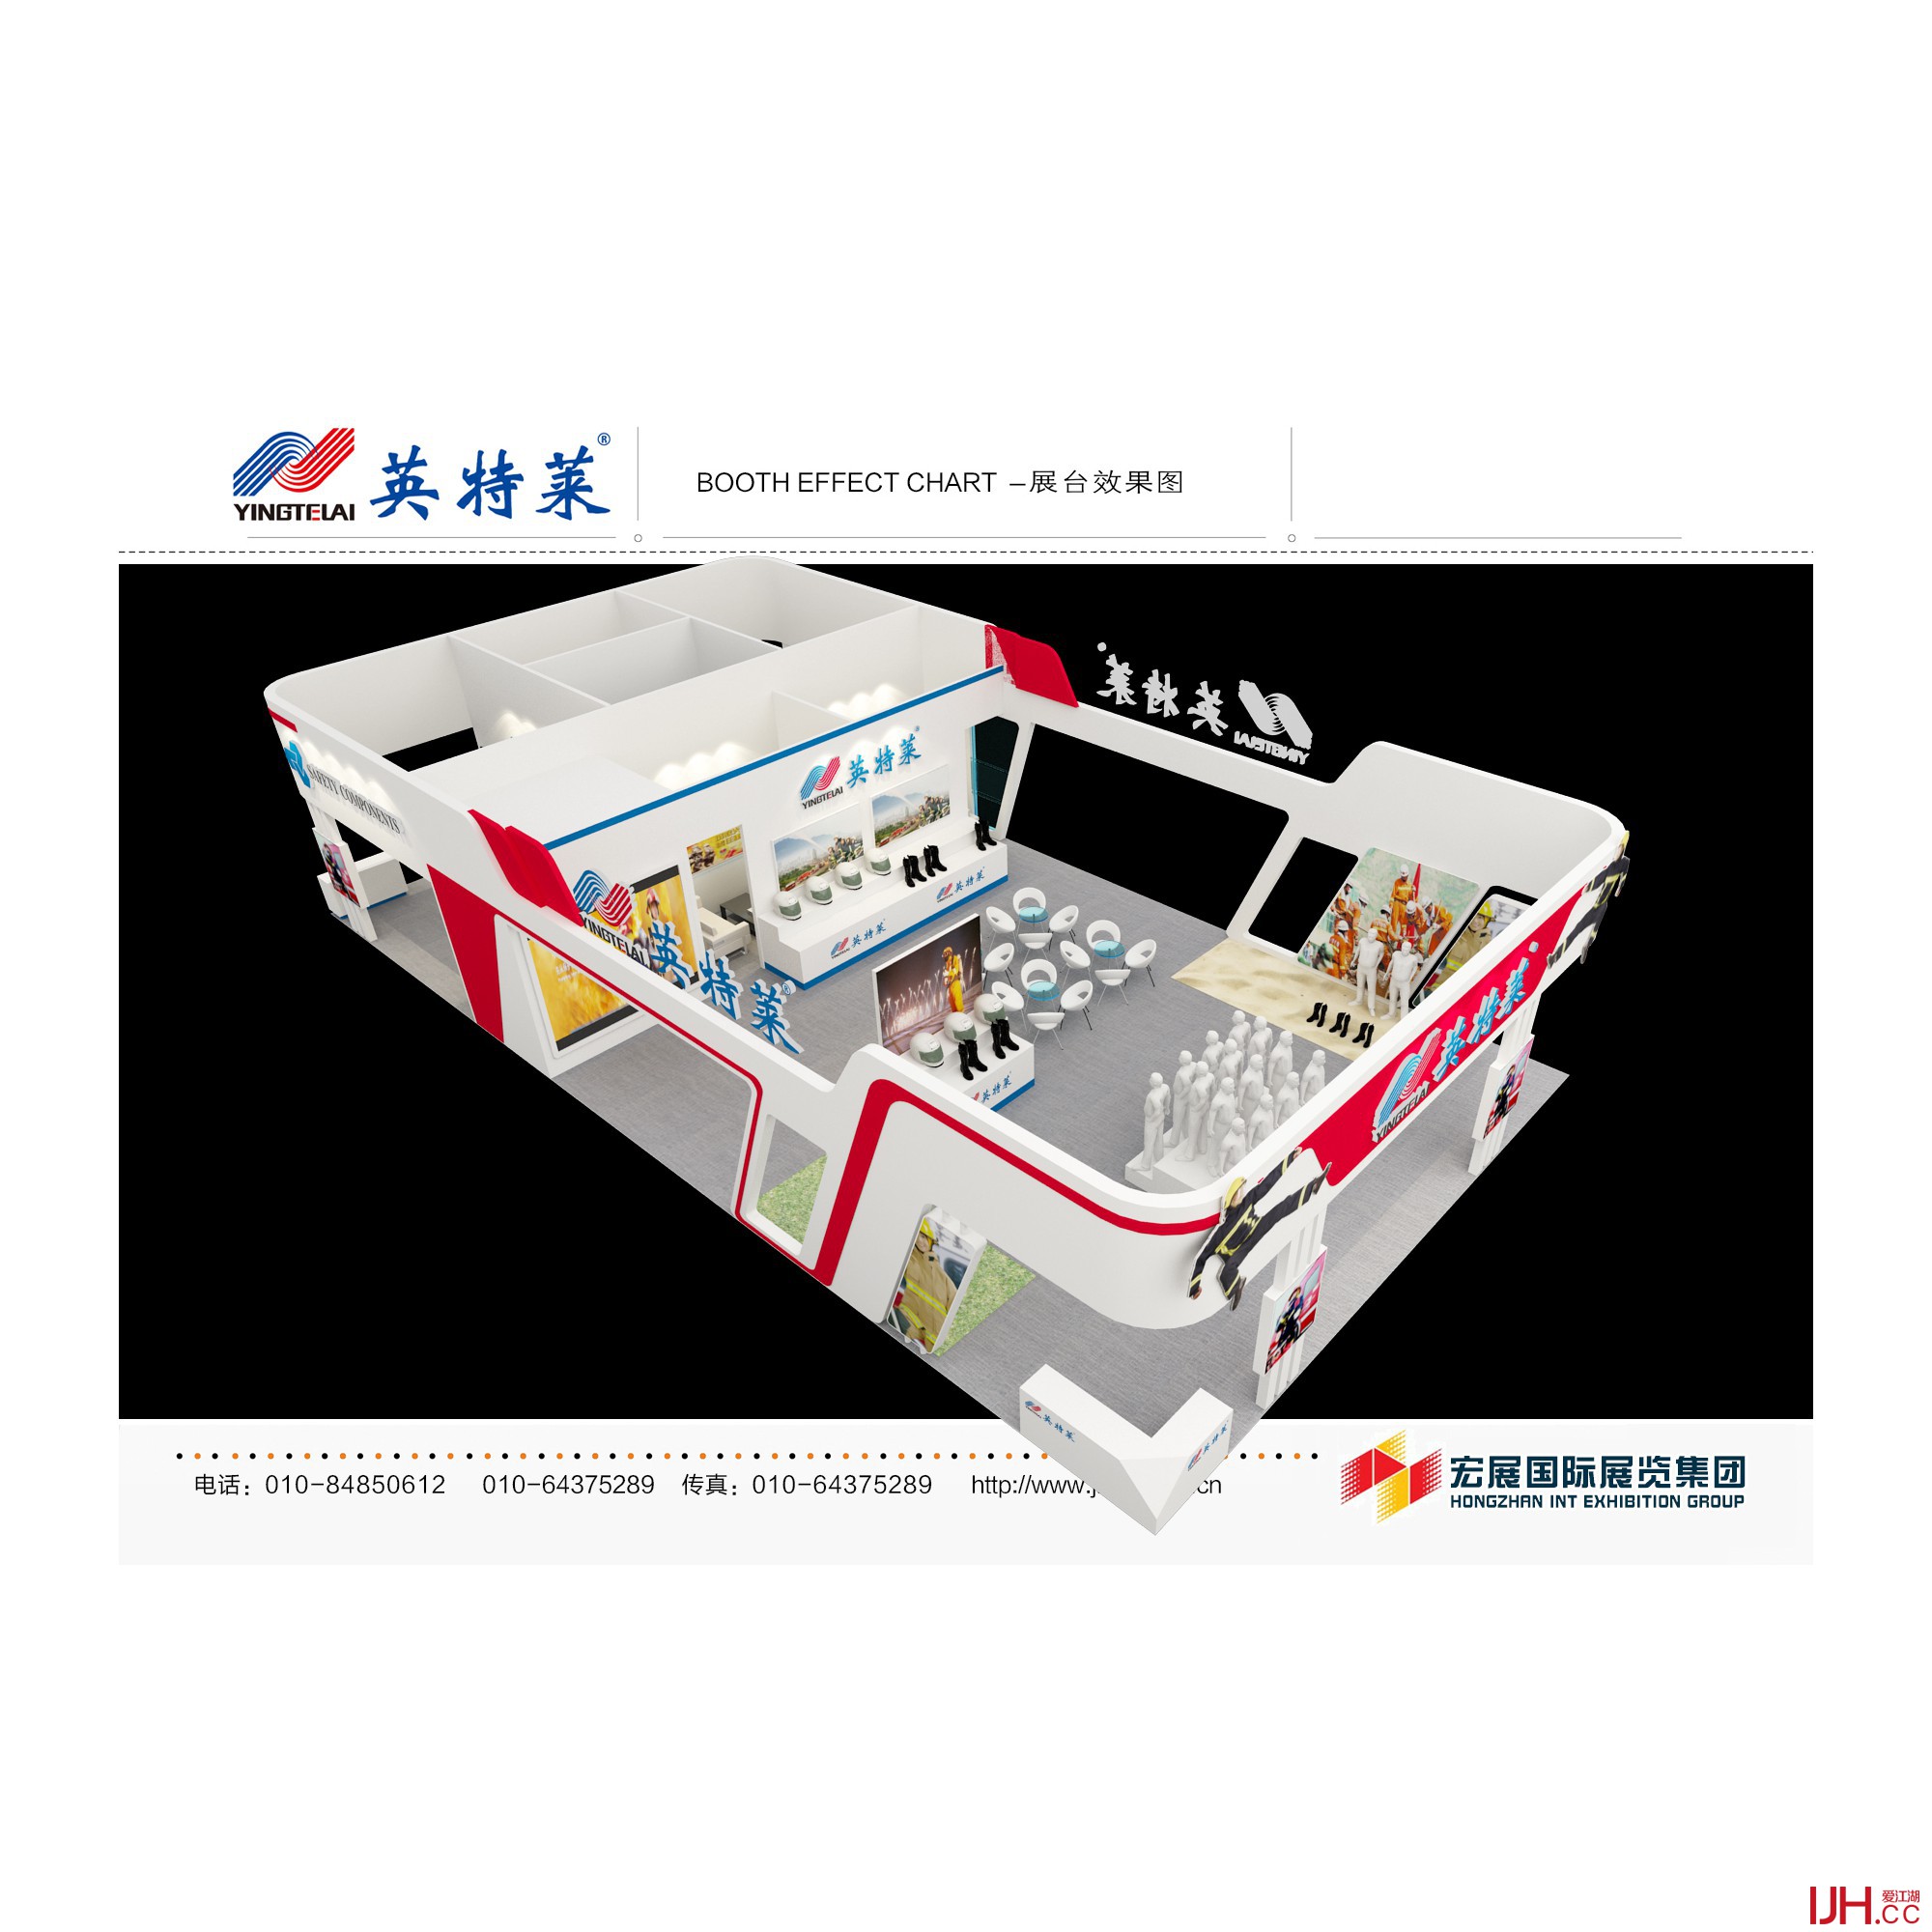 YINGTELAI
英特莱®
BOOTH EFFECT CHART –展台效果图
英特莱
YINGTELAI
YINGTELAI
英特莱®
SAFETY COMPONENTS
英特莱
英特莱
YINGTELAI
英特莱®
英特莱
YINGTELAI
英特莱
英特莱
英特莱
电话：010-84850612 010-64375289 传真：010-64375289 http://www.
cn
宏展国际展览集团
HONGZHAN INT EXHIBITION GROUP
IJH.CC
爱江湖